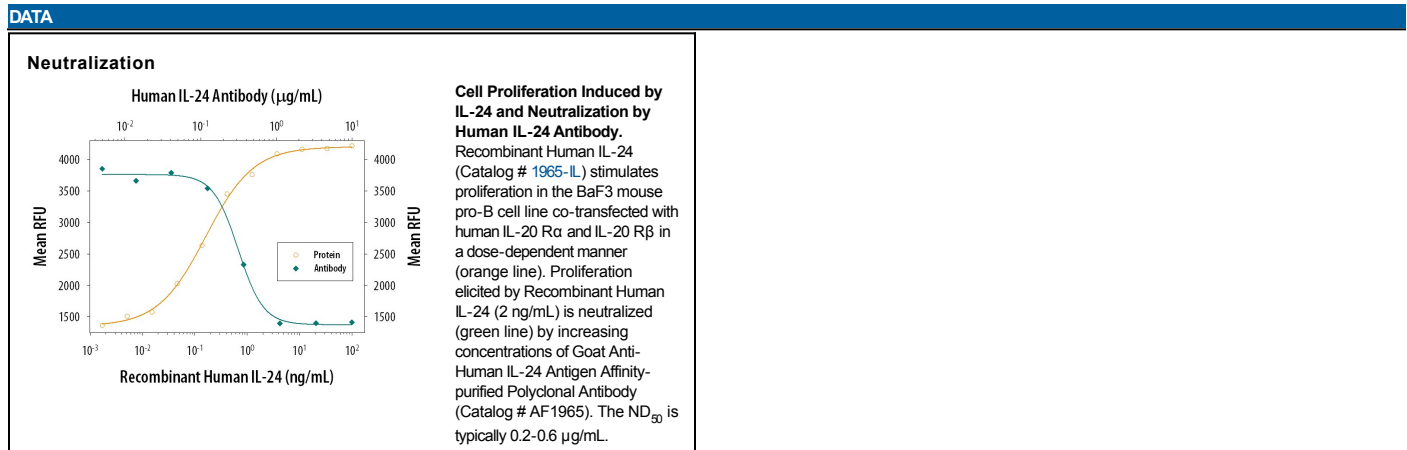 DATA
Neutralization
Human IL-24 Antibody (μg/mL)
10-2 10-1 100 101
4000 4000
3500 3500
3000 3000
2500 2500
2000 2000
1500 1500
Mean RFU
Mean RFU
Protein
Antibody
10-3 10-2 10-1 100 101 102
Recombinant Human IL-24 (ng/mL)
Cell Proliferation Induced by
IL-24 and Neutralization by
Human IL-24 Antibody.
Recombinant Human IL-24
(Catalog # 1965-IL) stimulates
proliferation in the BaF3 mouse
pro-B cell line co-transfected with
human IL-20 Rα and IL-20 Rβ in
a dose-dependent manner
(orange line). Proliferation
elicited by Recombinant Human
IL-24 (2 ng/mL) is neutralized
(green line) by increasing
concentrations of Goat Anti-
Human IL-24 Antigen Affinity-
purified Polyclonal Antibody
(Catalog # AF1965). The ND50 is
typically 0.2-0.6 μg/mL.